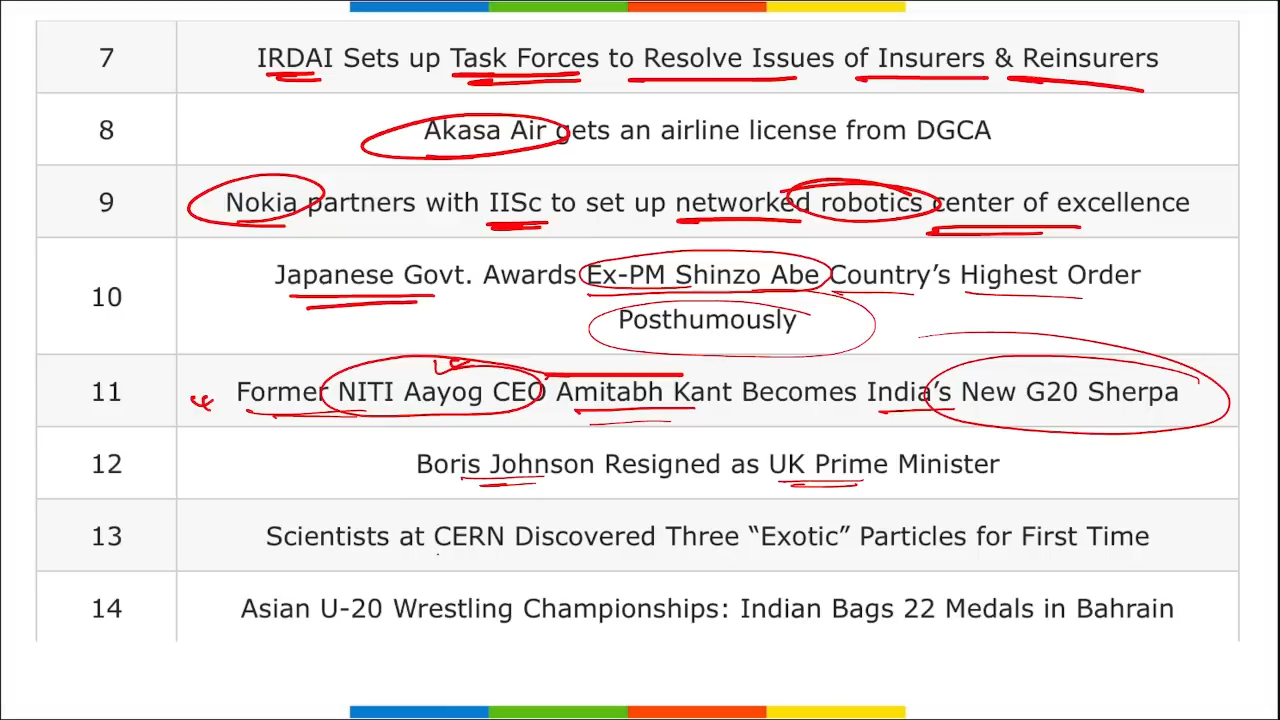 7 IRDAI Sets up Task Forces to Resolve Issues of Insurers & Reinsurers
8 Akasa Air gets an airline license from DGCA
9 Nokia partners with IISc to set up networked robotics center of excellence
10 Japanese Govt. Awards Ex-PM Shinzo Abe Country’s Highest Order
Posthumously
11 Former NITI Aayog CEO Amitabh Kant Becomes India’s New G20 Sherpa
12 Boris Johnson Resigned as UK Prime Minister
13 Scientists at CERN Discovered Three “Exotic” Particles for First Time
14 Asian U-20 Wrestling Championships: Indian Bags 22 Medals in Bahrain